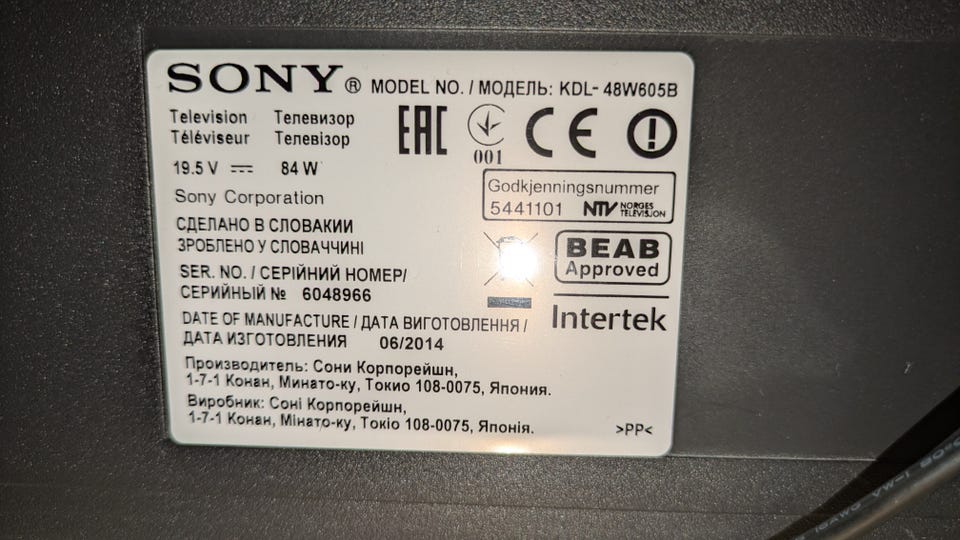 SONY® MODEL NO. / МОДЕЛЬ: KDL- 48W605B
Television Телевизор
Téléviseur Телевізор
19.5 V 84 W
EAC
001
CE
Sony Corporation
Godkjenningsnummer
5441101 NTV NORGES TELEVISJON
СДЕЛАНО В СЛОВАКИИ
ЗРОБЛЕНО У СЛОВАЧЧИНІ
BEAB
Approved
SER. NO. / СЕРІЙНИЙ НОМЕР/
СЕРИЙНЫЙ № 6048966
Intertek
DATE OF MANUFACTURE / ДАТА ВИГОТОВЛЕННЯ /
ДАТА ИЗГОТОВЛЕНИЯ 06/2014
Производитель: Сони Корпорейшн,
1-7-1 Конан, Минато-ку, Токио 108-0075, Япония.
Виробник: Соні Корпорейшн,
1-7-1 Конан, Мінато-ку, Токіо 108-0075, Японія.
>PP<
VW-1